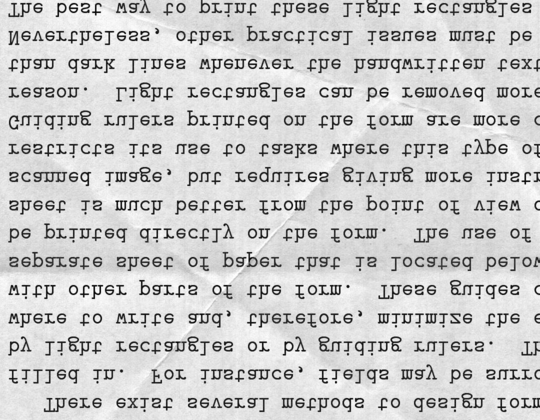 There exist several methods to design form
filled in. For instance, fields may be surro
by light rectangles or by guiding rulers. Th
where to write and, therefore, minimize the e
with other parts of the form. These guides c
separate sheet of paper that is located below
be printed directly on the form. The use of
sheet is much better from the point of view o
scanned image, but requires giving more instr
restricts its use to tasks where this type of
Guiding rulers printed on the form are more c
reason. Light rectangles can be removed more
than dark lines whenever the handwritten text
Nevertheless, other practical issues must be
The best way to print these light rectangles